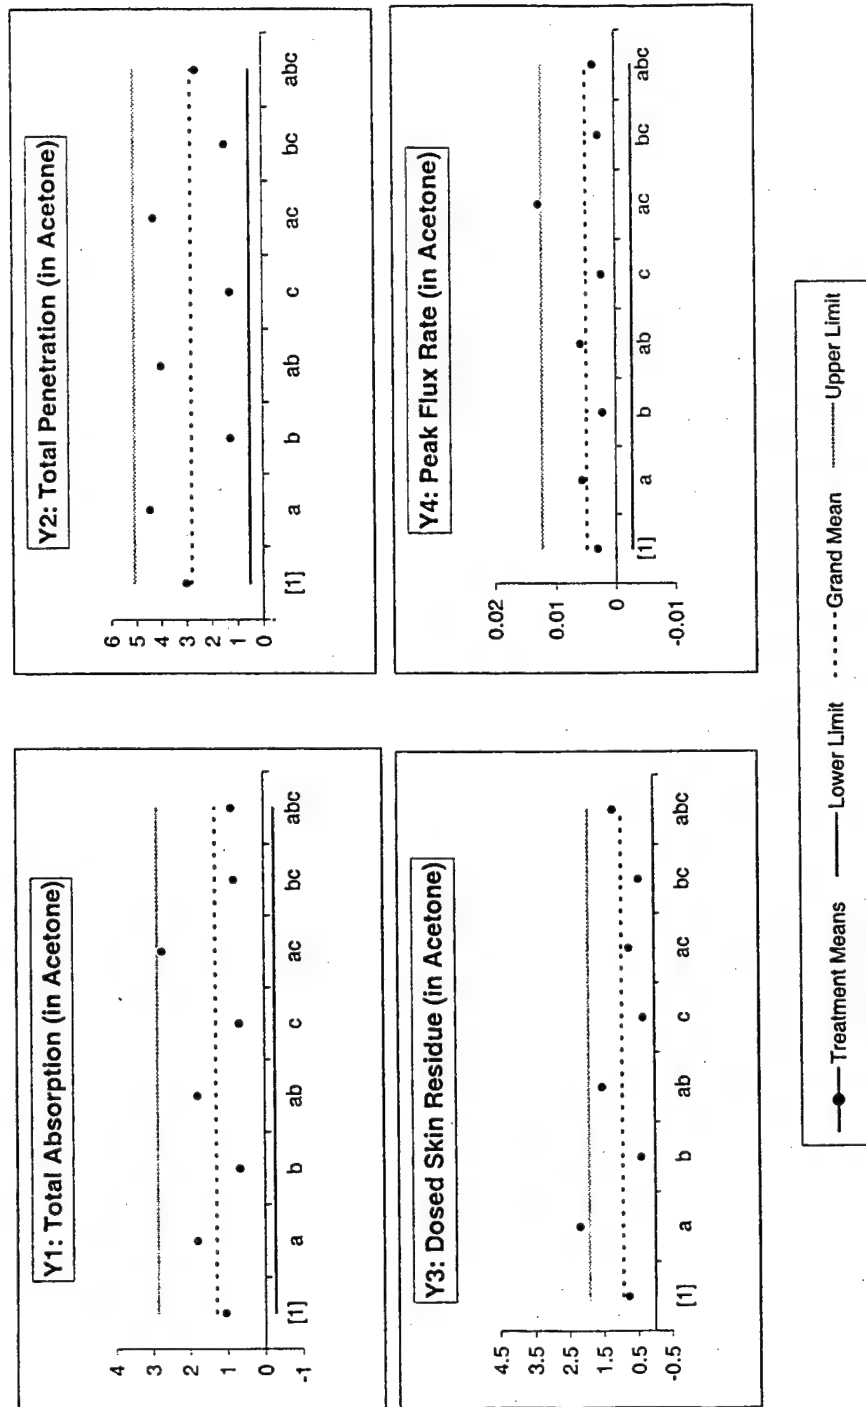 Y1: Total Absorption (in Acetone)
4
3
2
1
0
-1
[1] a b ab c ac bc abc
Y2: Total Penetration (in Acetone)
6
5
4
3
2
1
0
[1] a b ab c ac bc abc
Y3: Dosed Skin Residue (in Acetone)
4.5
3.5
2.5
1.5
0.5
-0.5
[1] a b ab c ac bc abc
Y4: Peak Flux Rate (in Acetone)
0.02
0.01
0
-0.01
[1] a b ab c ac bc abc
Treatment Means Lower Limit Grand Mean Upper Limit